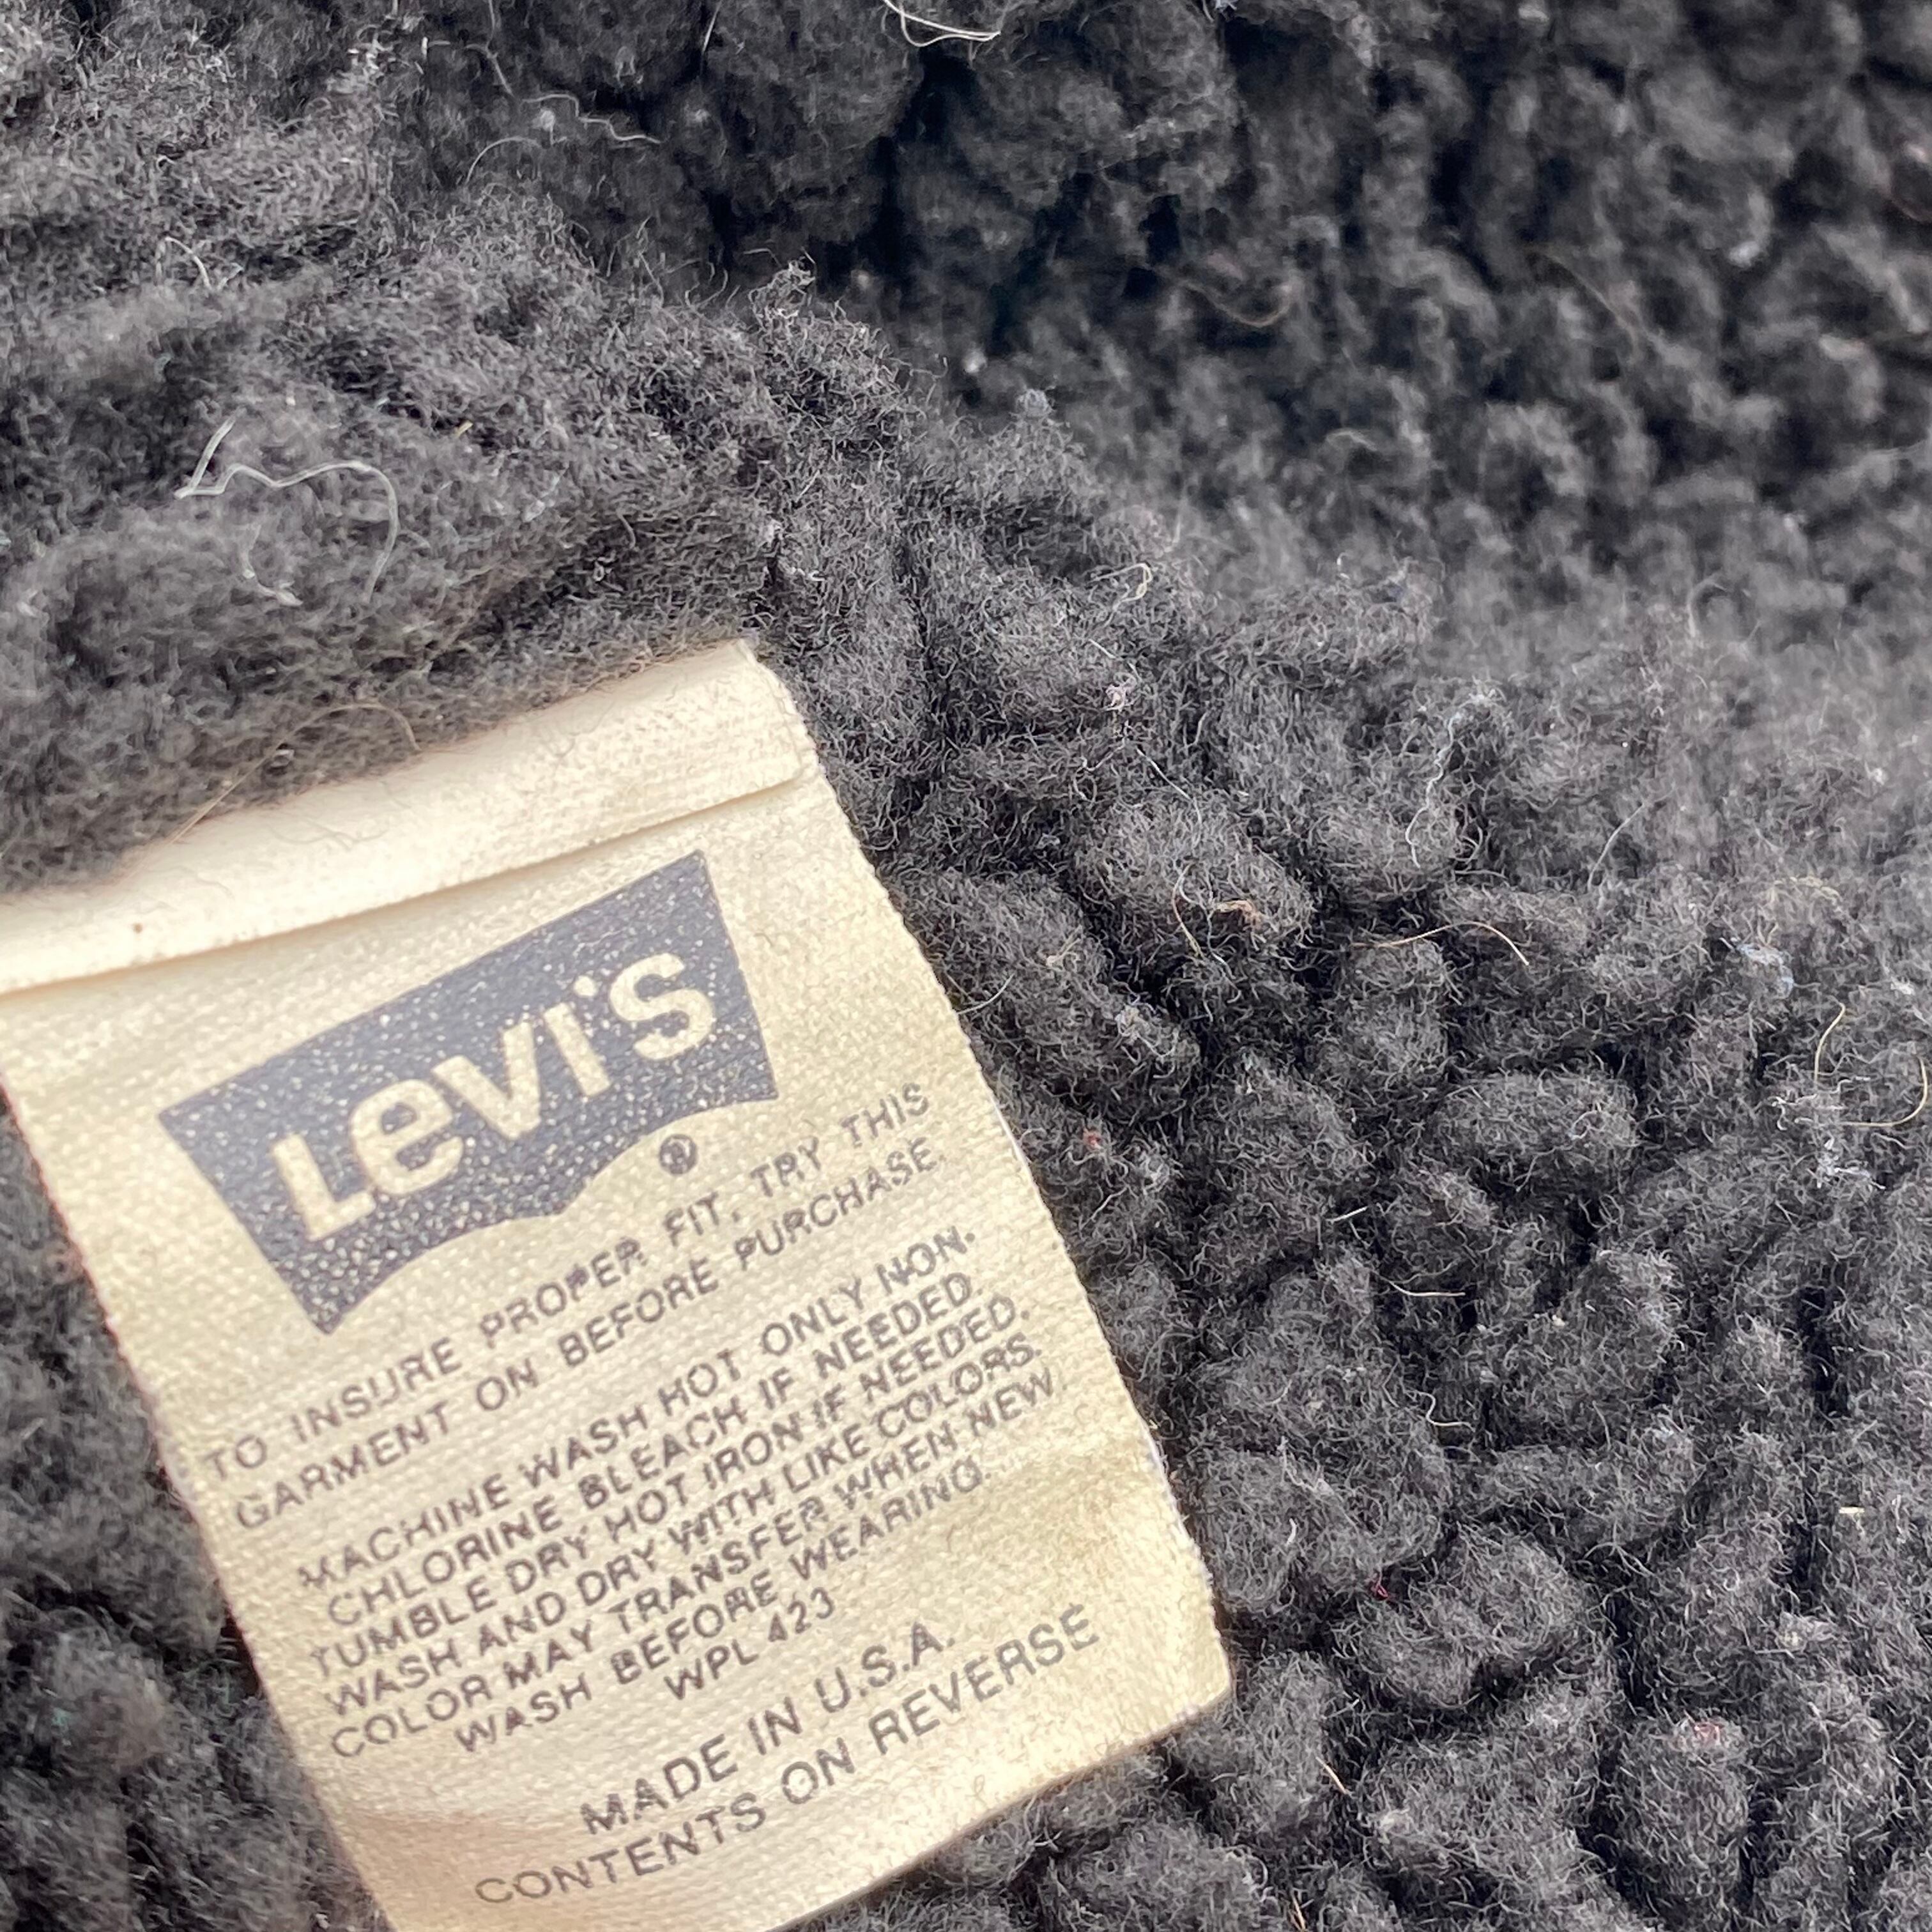 Levi's
®
TO INSURE PROPER FIT, TRY THIS
GARMENT ON BEFORE PURCHASE.
MACHINE WASH HOT ONLY NON.
CHLORINE BLEACH IF NEEDED.
TUMBLE DRY HOT IRON IF NEEDED.
WASH AND DRY WITH LIKE COLORS.
COLOR MAY TRANSFER WHEN NEW.
WASH BEFORE WEARING.
WPL 423
MADE IN U.S.A.
CONTENTS ON REVERSE